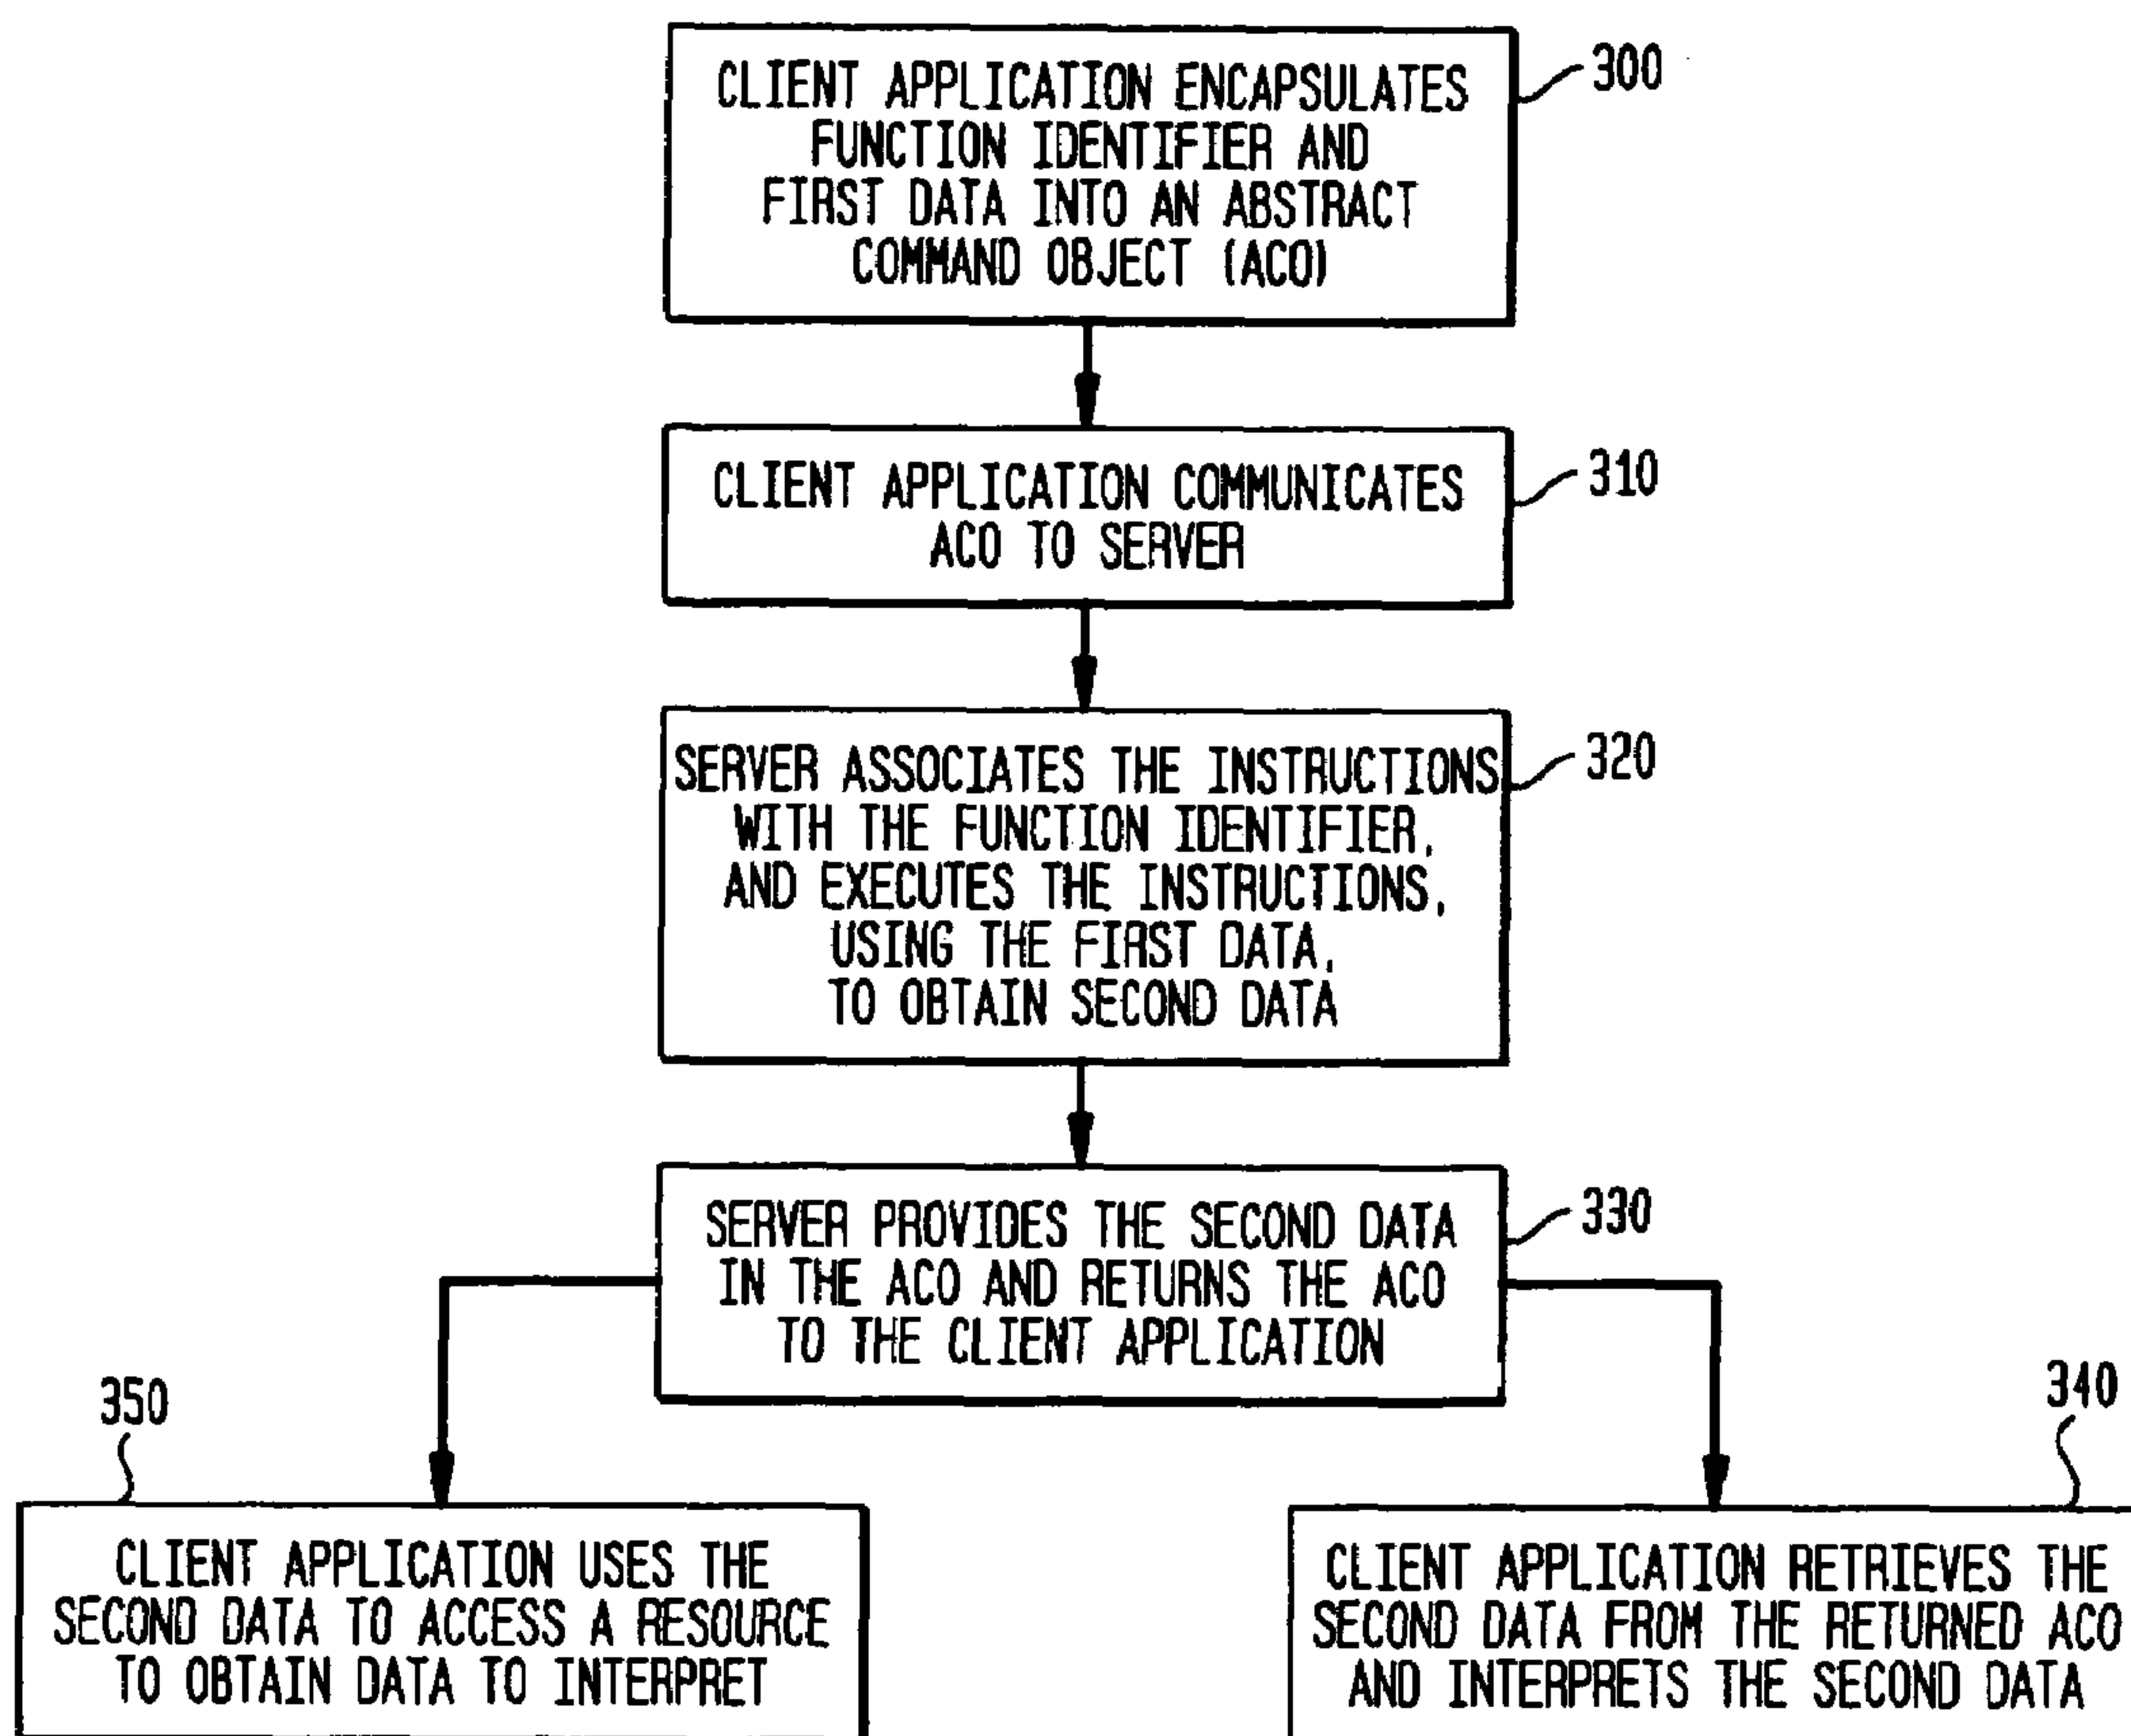 CLIENT APPLICATION ENCAPSULATES
FUNCTION IDENTIFIER AND
FIRST DATA INTO AN ABSTRACT
COMMAND OBJECT (ACO)
300
CLIENT APPLICATION COMMUNICATES
ACO TO SERVER
310
SERVER ASSOCIATES THE INSTRUCTIONS
WITH THE FUNCTION IDENTIFIER,
AND EXECUTES THE INSTRUCTIONS,
USING THE FIRST DATA,
TO OBTAIN SECOND DATA
320
SERVER PROVIDES THE SECOND DATA
IN THE ACO AND RETURNS THE ACO
TO THE CLIENT APPLICATION
330
350
CLIENT APPLICATION USES THE
SECOND DATA TO ACCESS A RESOURCE
TO OBTAIN DATA TO INTERPRET
340
CLIENT APPLICATION RETRIEVES THE
SECOND DATA FROM THE RETURNED ACO
AND INTERPRETS THE SECOND DATA